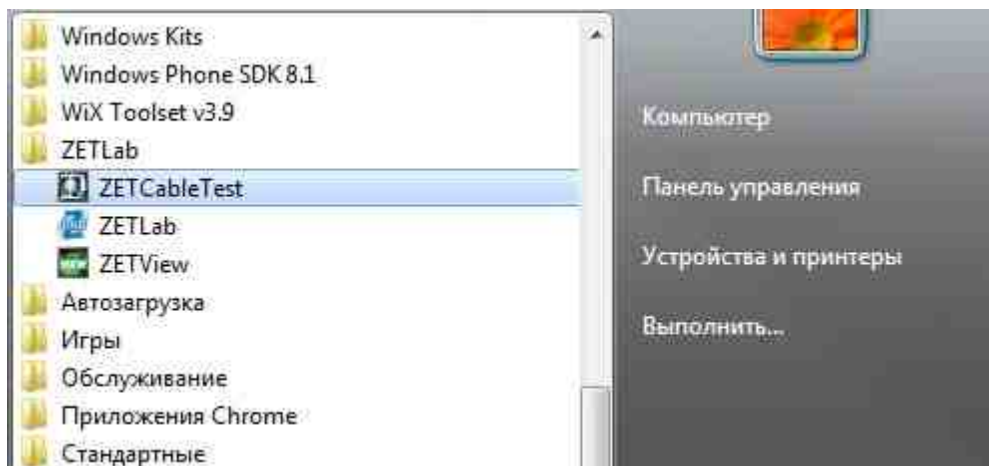 Windows Kits
Windows Phone SDK 8.1
WiX Toolset v3.9
ZETLab
ZETCableTest
ZETLab
ZETView
Автозагрузка
Игры
Обслуживание
Приложения Chrome
Стандартные
Компьютер
Панель управления
Устройства и принтеры
Выполнить...